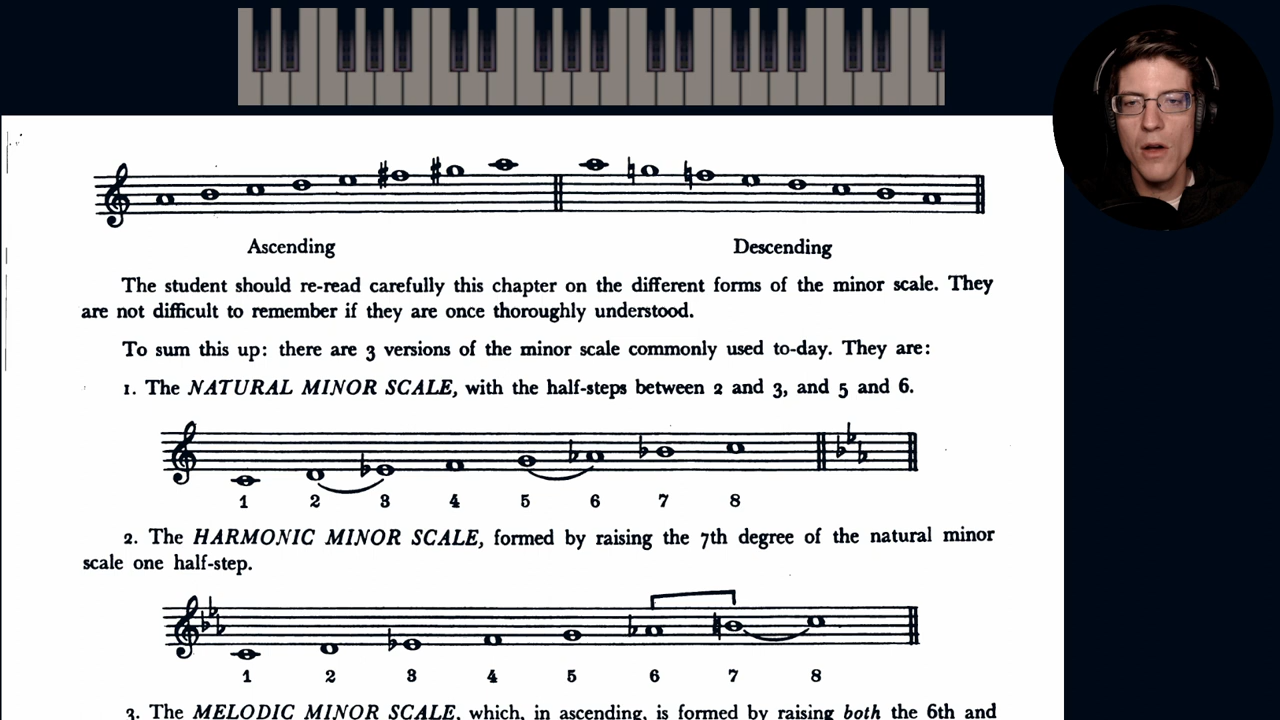 Ascending Descending
The student should re-read carefully this chapter on the different forms of the minor scale. They
are not difficult to remember if they are once thoroughly understood.
To sum this up: there are 3 versions of the minor scale commonly used to-day. They are:
1. The NATURAL MINOR SCALE, with the half-steps between 2 and 3, and 5 and 6.
1 2 3 4 5 6 7 8
2. The HARMONIC MINOR SCALE, formed by raising the 7th degree of the natural minor
scale one half-step.
1 2 3 4 5 6 7 8
3. The MELODIC MINOR SCALE, which, in ascending, is formed by raising both the 6th and